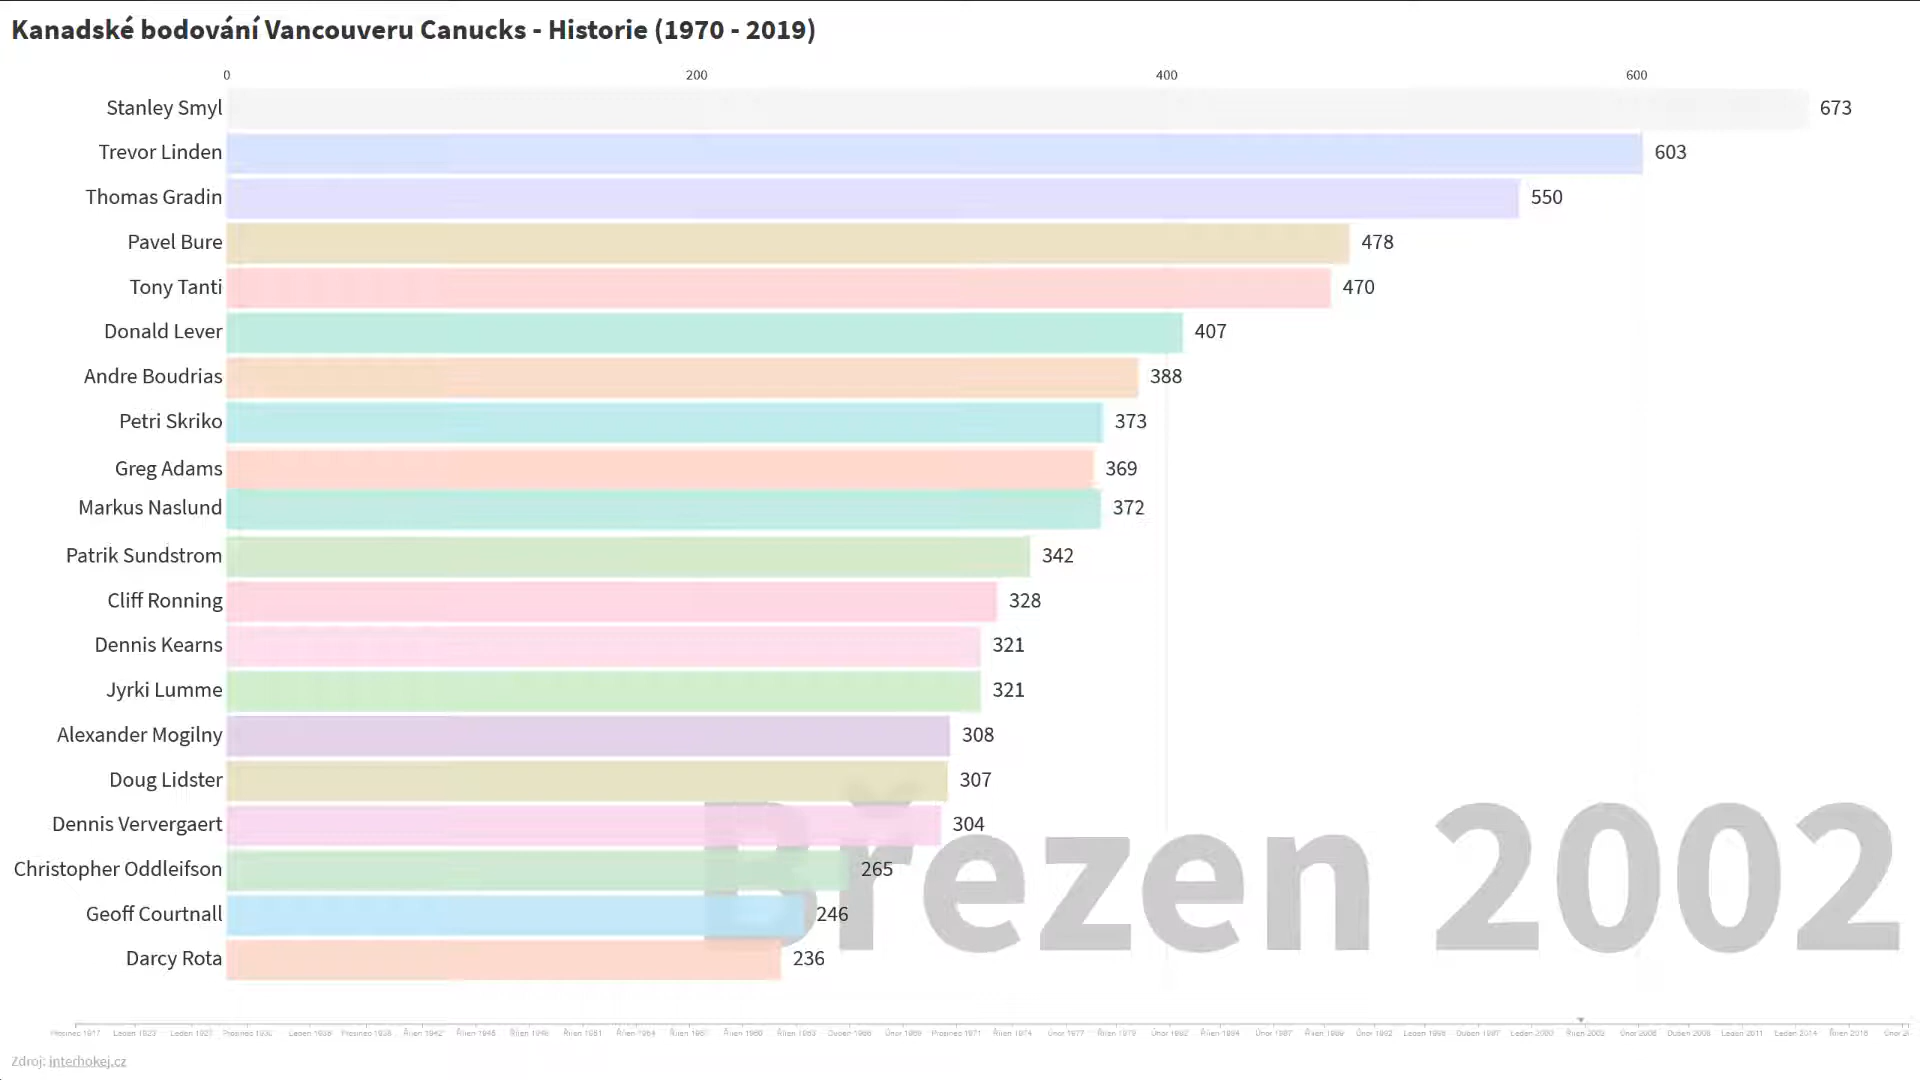 Kanadské bodování Vancouveru Canucks - Historie (1970 - 2019)
0 200 400 600
Stanley Smyl 673
Trevor Linden 603
Thomas Gradin 550
Pavel Bure 478
Tony Tanti 470
Donald Lever 407
Andre Boudrias 388
Petri Skriko 373
Greg Adams 369
Markus Naslund 372
Patrik Sundstrom 342
Cliff Ronning 328
Dennis Kearns 321
Jyrki Lumme 321
Alexander Mogilny 308
Doug Lidster 307
Dennis Ververgaert 304
Christopher Oddleifson 265
Geoff Courtnall 246
Darcy Rota 236
Březen 2002
Zdroj: interhokej.cz